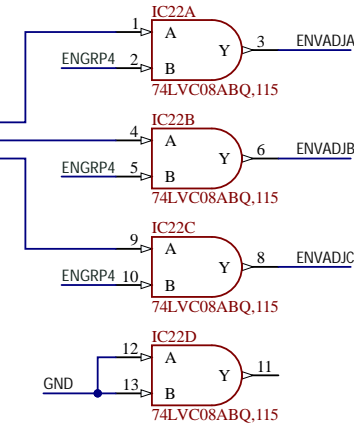 IC22A
1 A Y 3 ENVADJA
ENGRP4 2 B
74LVC08ABQ,115
IC22B
4 A Y 6 ENVADJB
ENGRP4 5 B
74LVC08ABQ,115
IC22C
9 A Y 8 ENVADJC
ENGRP4 10 B
74LVC08ABQ,115
IC22D
12 A Y 11
GND 13 B
74LVC08ABQ,115